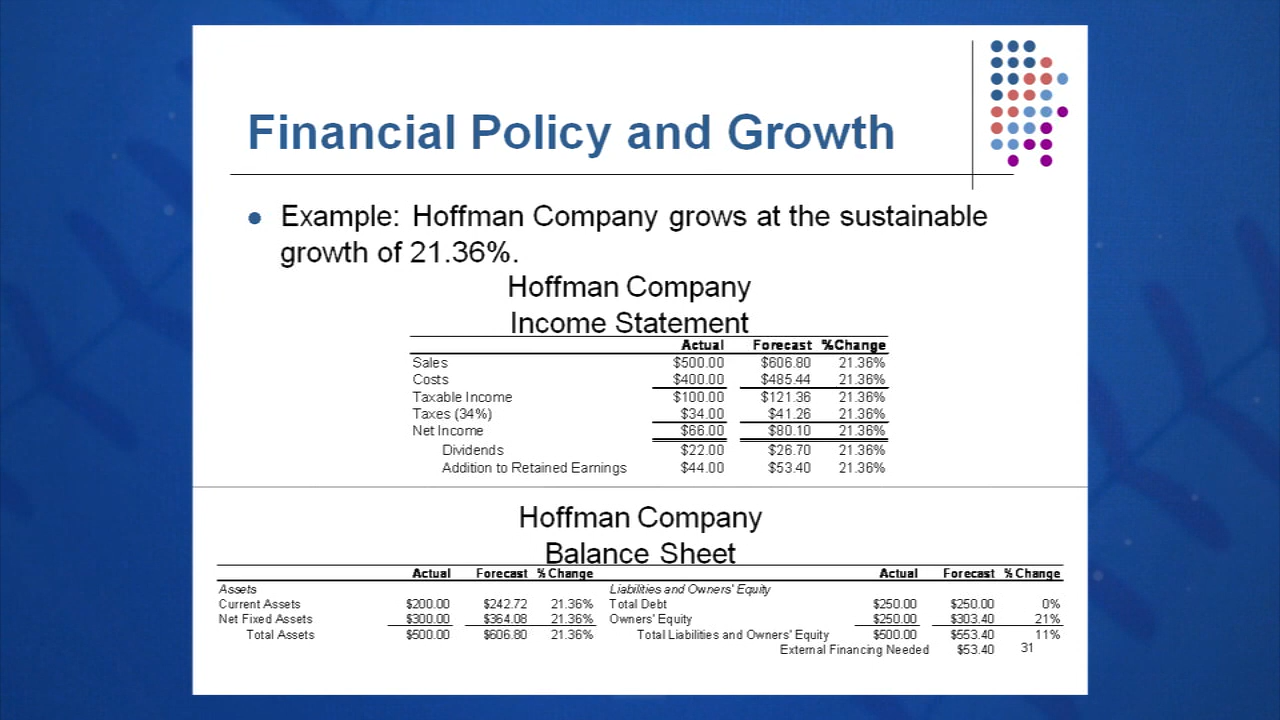 Financial Policy and Growth
Example: Hoffman Company grows at the sustainable
growth of 21.36%.
Hoffman Company
Income Statement
Actual Forecast %Change
Sales $500.00 $606.80 21.36%
Costs $400.00 $485.44 21.36%
Taxable Income $100.00 $121.36 21.36%
Taxes (34%) $34.00 $41.26 21.36%
Net Income $66.00 $80.10 21.36%
Dividends $22.00 $26.70 21.36%
Addition to Retained Earnings $44.00 $53.40 21.36%
Hoffman Company
Balance Sheet
Actual Forecast % Change Actual Forecast % Change
Assets Liabilities and Owners' Equity
Current Assets $200.00 $242.72 21.36% Total Debt $250.00 $250.00 0%
Net Fixed Assets $300.00 $364.08 21.36% Owners' Equity $250.00 $303.40 21%
Total Assets $500.00 $606.80 21.36% Total Liabilities and Owners' Equity $500.00 $553.40 11%
External Financing Needed $53.40 31